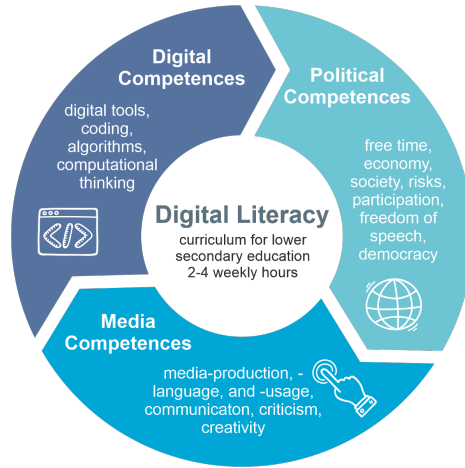 Digital
Competences
digital tools,
coding,
algorithms,
computational
thinking
Political
Competences
free time,
economy,
society, risks,
participation,
freedom of
speech,
democracy
Digital Literacy
curriculum for lower
secondary education
2-4 weekly hours
Media
Competences
media-production, -
language, and -usage,
communicaton, criticism,
creativity